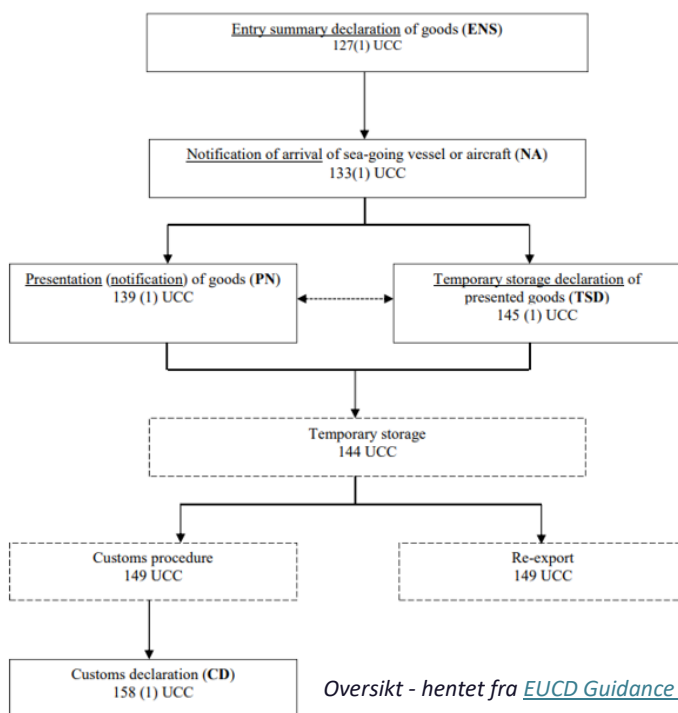 Entry summary declaration of goods (ENS)
127(1) UCC
Notification of arrival of sea-going vessel or aircraft (NA)
133(1) UCC
Presentation (notification) of goods (PN)
139 (1) UCC
Temporary storage declaration of
presented goods (TSD)
145 (1) UCC
Temporary storage
144 UCC
Customs procedure
149 UCC
Re-export
149 UCC
Customs declaration (CD)
158 (1) UCC
Oversikt - hentet fra EUCD Guidance